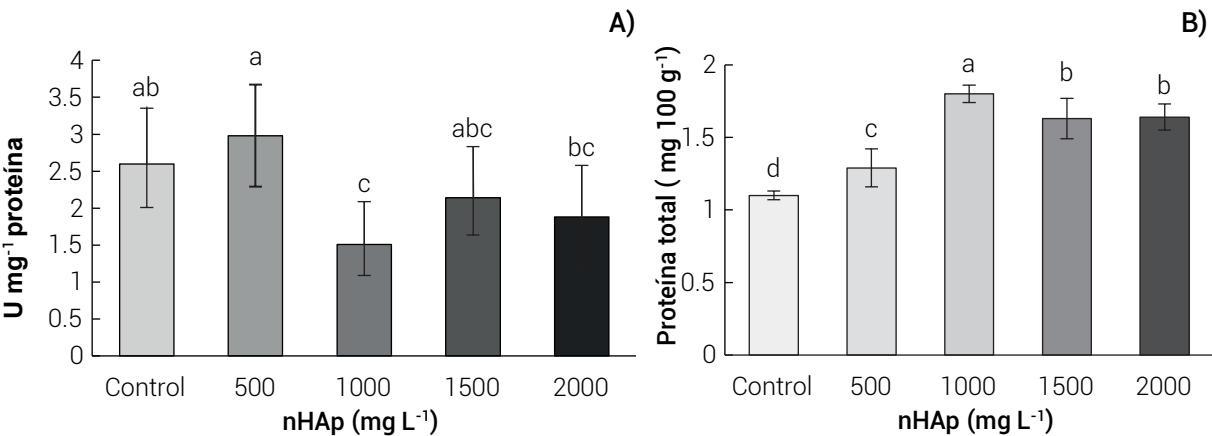 A)
U mg⁻¹ proteína
4
3.5
3
2.5
2
1.5
1
0.5
0
ab
a
c
abc
bc
Control 500 1000 1500 2000
nHAp (mg L⁻¹)
B)
Proteína total ( mg 100 g⁻¹)
2
1.5
1
0.5
0
d
c
a
b
b
Control 500 1000 1500 2000
nHAp (mg L⁻¹)